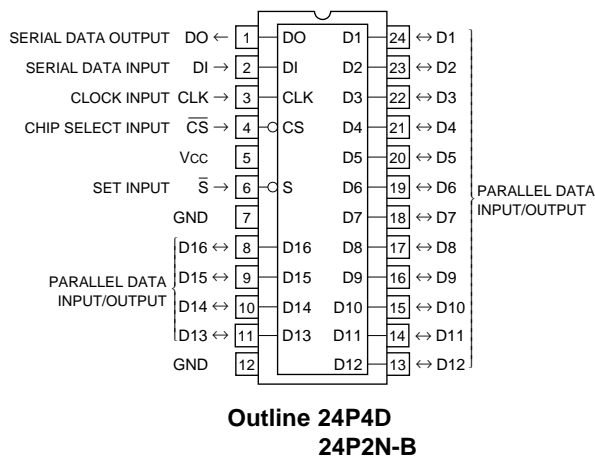 SERIAL DATA OUTPUT DO ← 1 DO D1 24 ↔ D1
SERIAL DATA INPUT DI → 2 DI D2 23 ↔ D2
CLOCK INPUT CLK → 3 CLK D3 22 ↔ D3
CHIP SELECT INPUT C̅S̅ → 4 CS D4 21 ↔ D4
VCC 5 D5 20 ↔ D5
SET INPUT S̅ → 6 S D6 19 ↔ D6
GND 7 D7 18 ↔ D7
D16 ↔ 8 D16 D8 17 ↔ D8
D15 ↔ 9 D15 D9 16 ↔ D9
D14 ↔ 10 D14 D10 15 ↔ D10
D13 ↔ 11 D13 D11 14 ↔ D11
GND 12 D12 13 ↔ D12
PARALLEL DATA
INPUT/OUTPUT
PARALLEL DATA
INPUT/OUTPUT
Outline 24P4D
24P2N-B